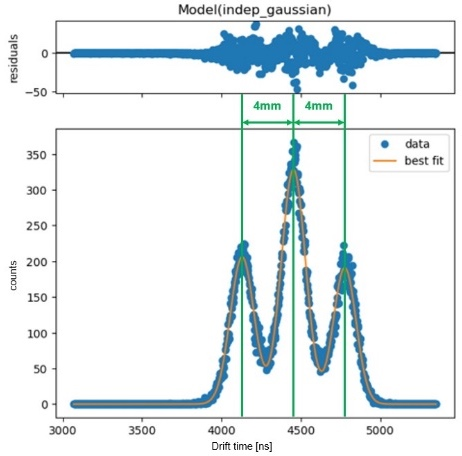 Model(indep_gaussian)
residuals
0
−50
4mm 4mm
data
best fit
counts
350
300
250
200
150
100
50
0
3000 3500 4000 4500 5000
Drift time [ns]